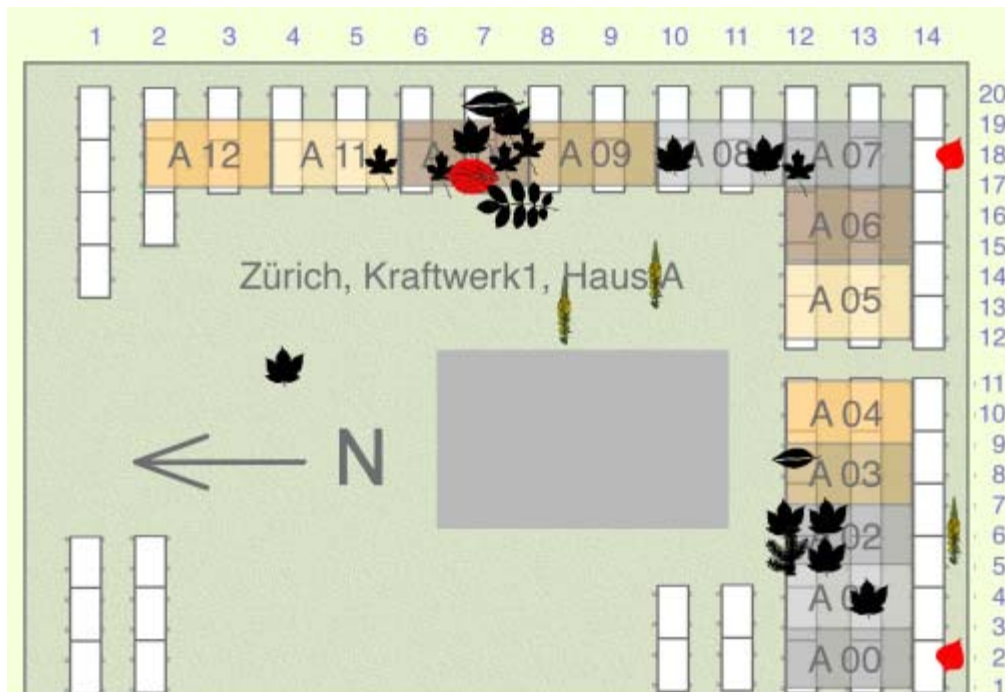 1 2 3 4 5 6 7 8 9 10 11 12 13 14
20
19
A 12 A 11 A 09 A 08 A 07 18
17
16
A 06
15
Zürich, Kraftwerk1, Haus A 14
A 05 13
12
11
A 04 10
N 9
A 03 8
7
02 6
5
A 4
3
A 00 2
1